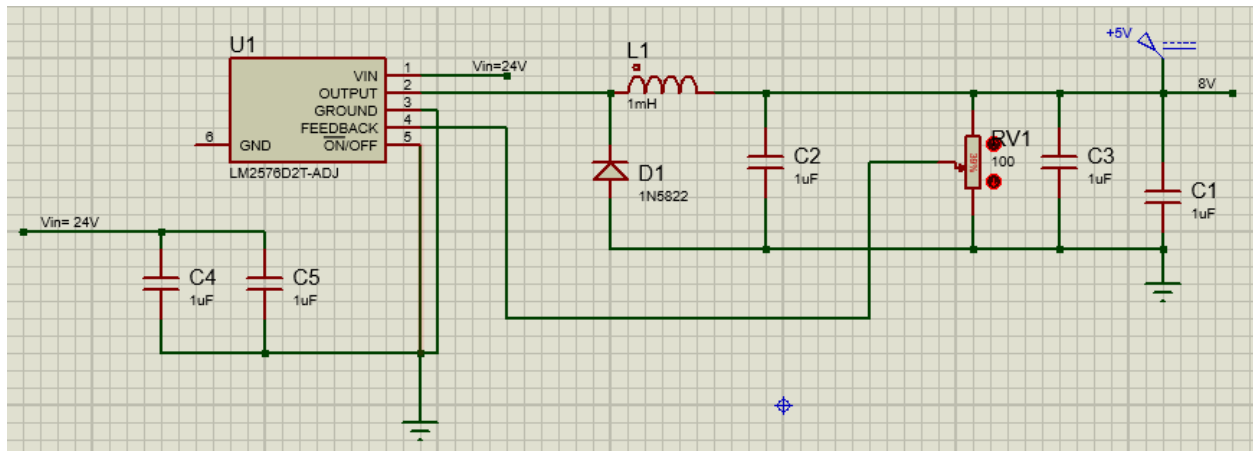 U1
VIN
OUTPUT
GROUND
FEEDBACK
ON/OFF
GND
1
2
3
4
5
6
LM2576D2T-ADJ
Vin=24V
L1
1mH
+5V
8V
D1
1N5822
C2
1uF
RV1
100
39%
C3
1uF
C1
1uF
Vin= 24V
C4
1uF
C5
1uF